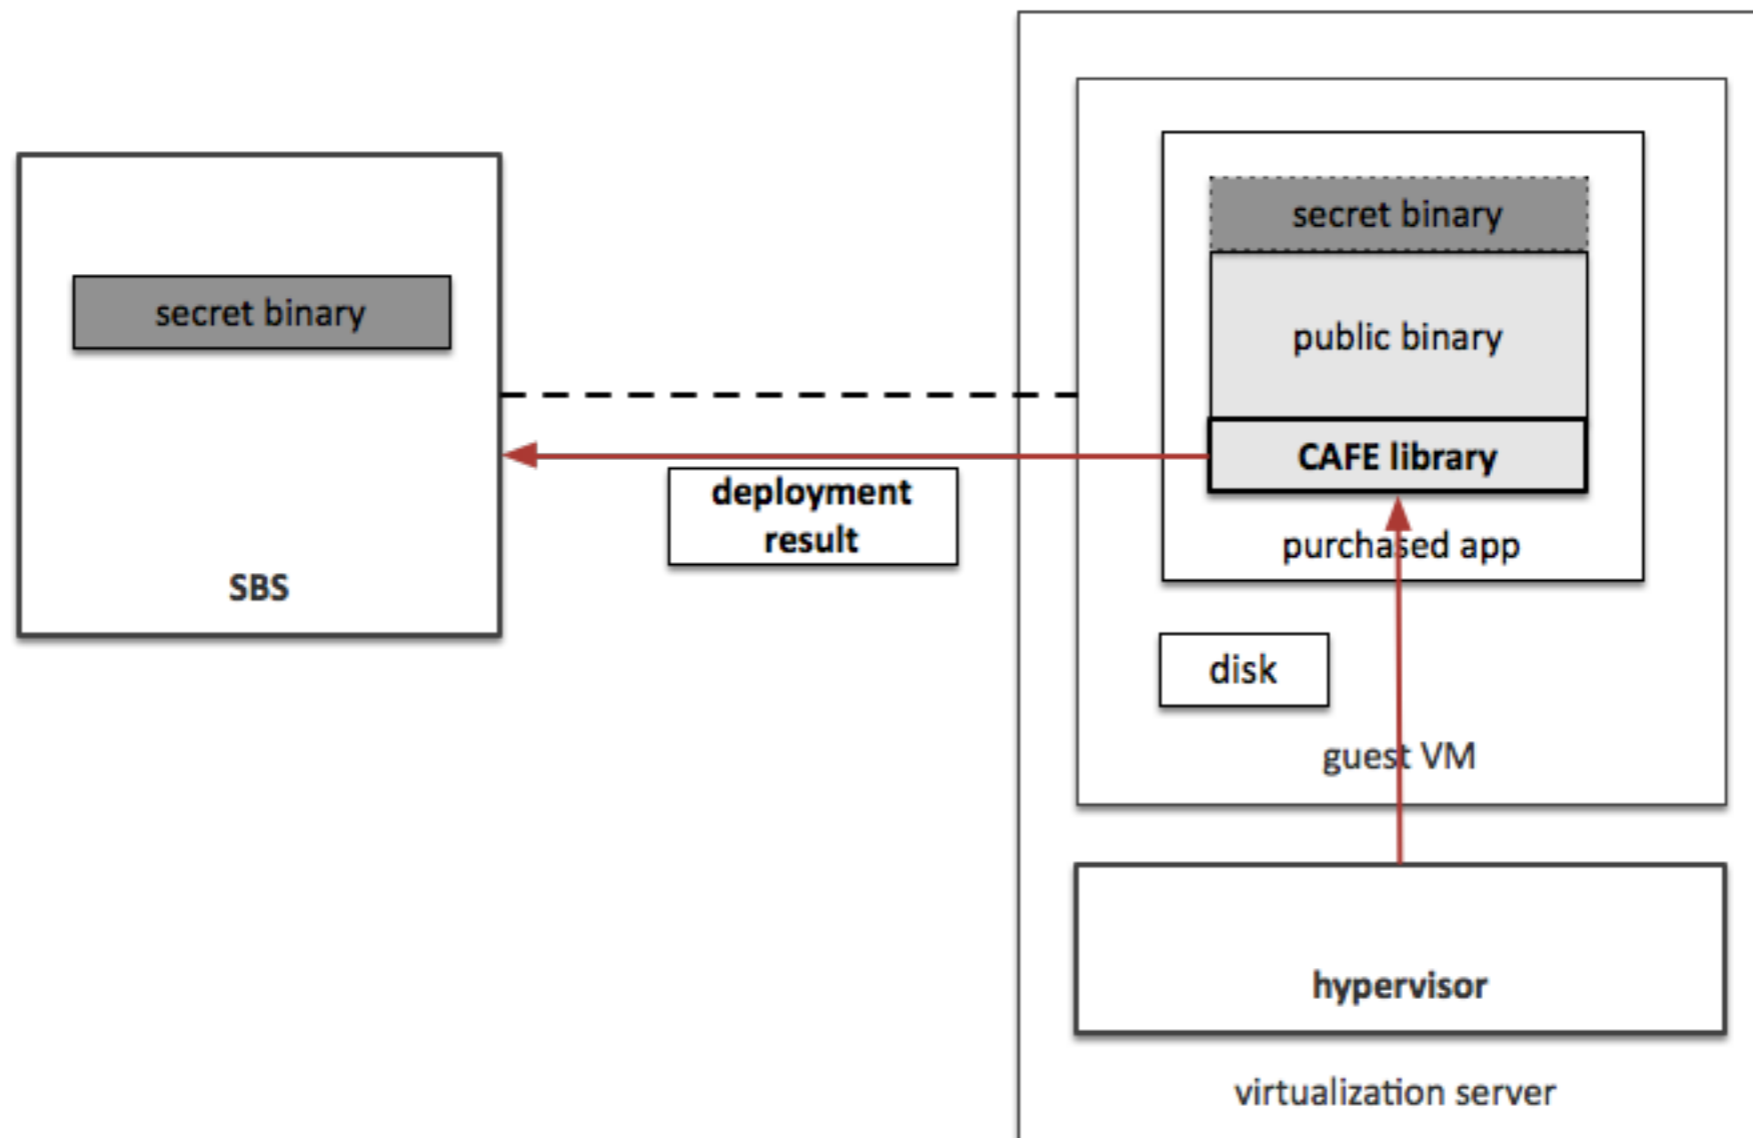 secret binary
SBS
deployment
result
secret binary
public binary
CAFE library
purchased app
disk
guest VM
hypervisor
virtualization server